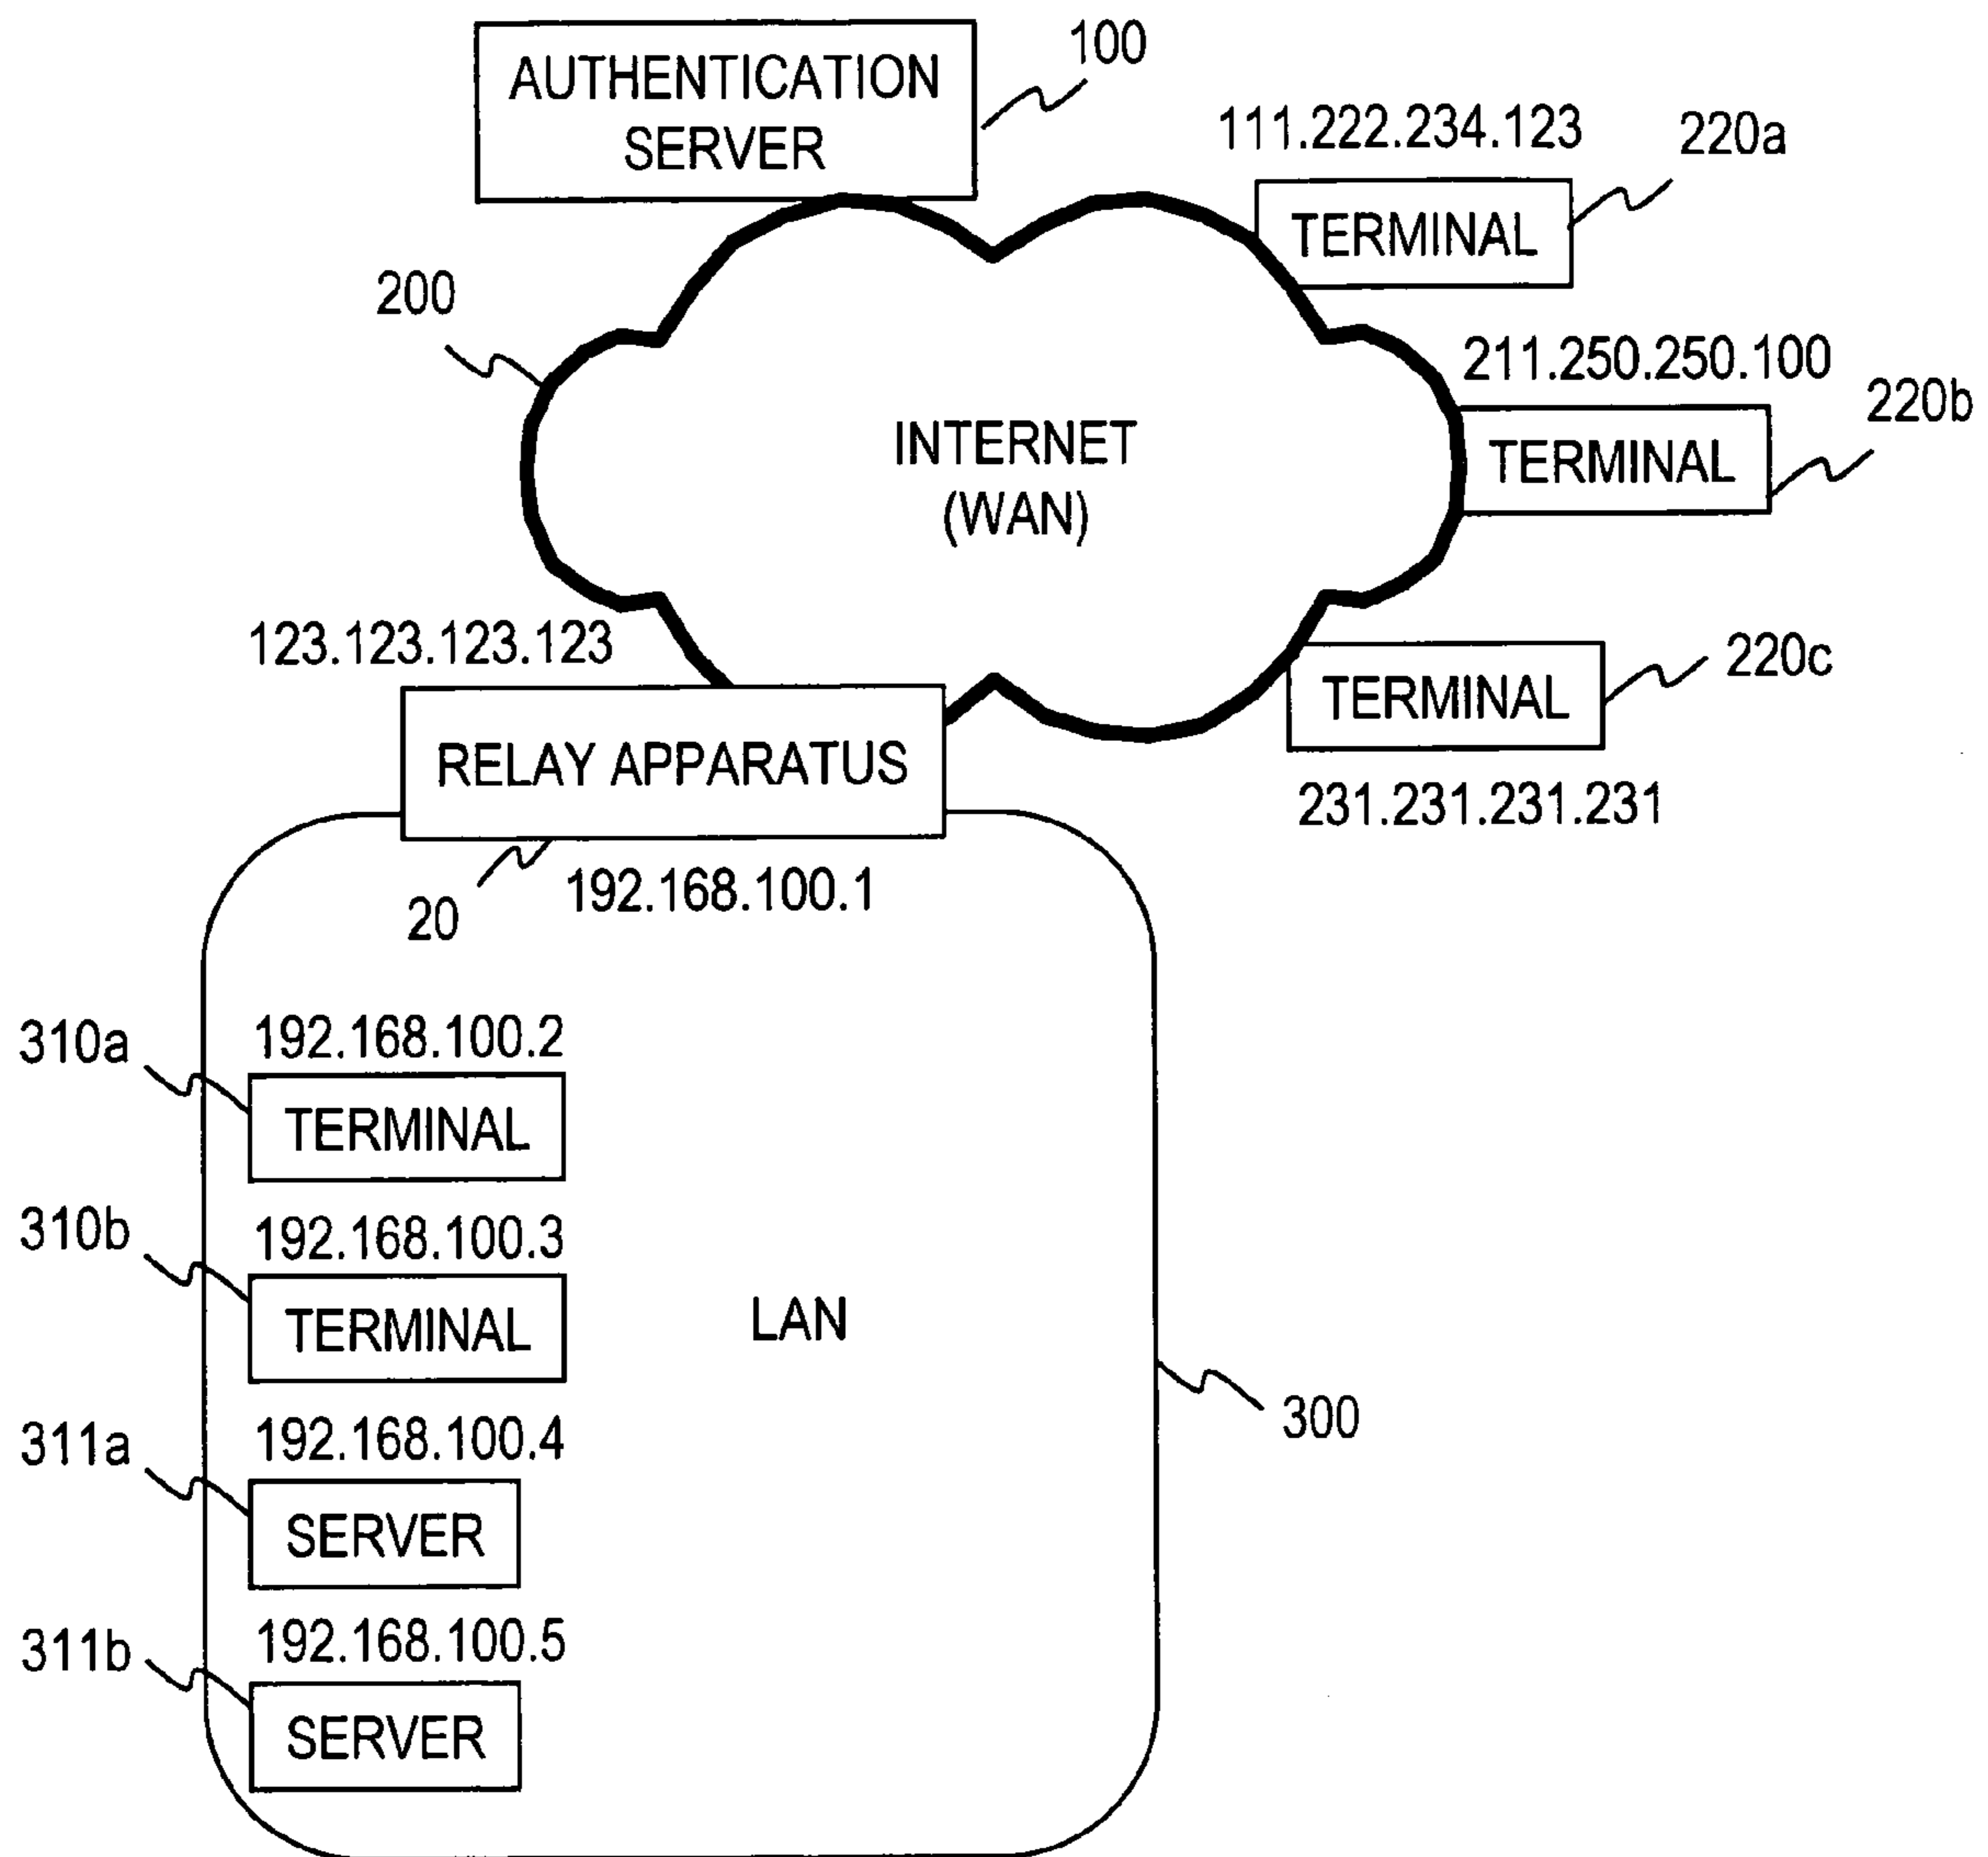 AUTHENTICATION
SERVER
100
111.222.234.123
220a
TERMINAL
200
211.250.250.100
220b
TERMINAL
INTERNET
(WAN)
123.123.123.123
220c
TERMINAL
RELAY APPARATUS
231.231.231.231
20
192.168.100.1
310a
192.168.100.2
TERMINAL
310b
192.168.100.3
TERMINAL
LAN
300
311a
192.168.100.4
SERVER
311b
192.168.100.5
SERVER